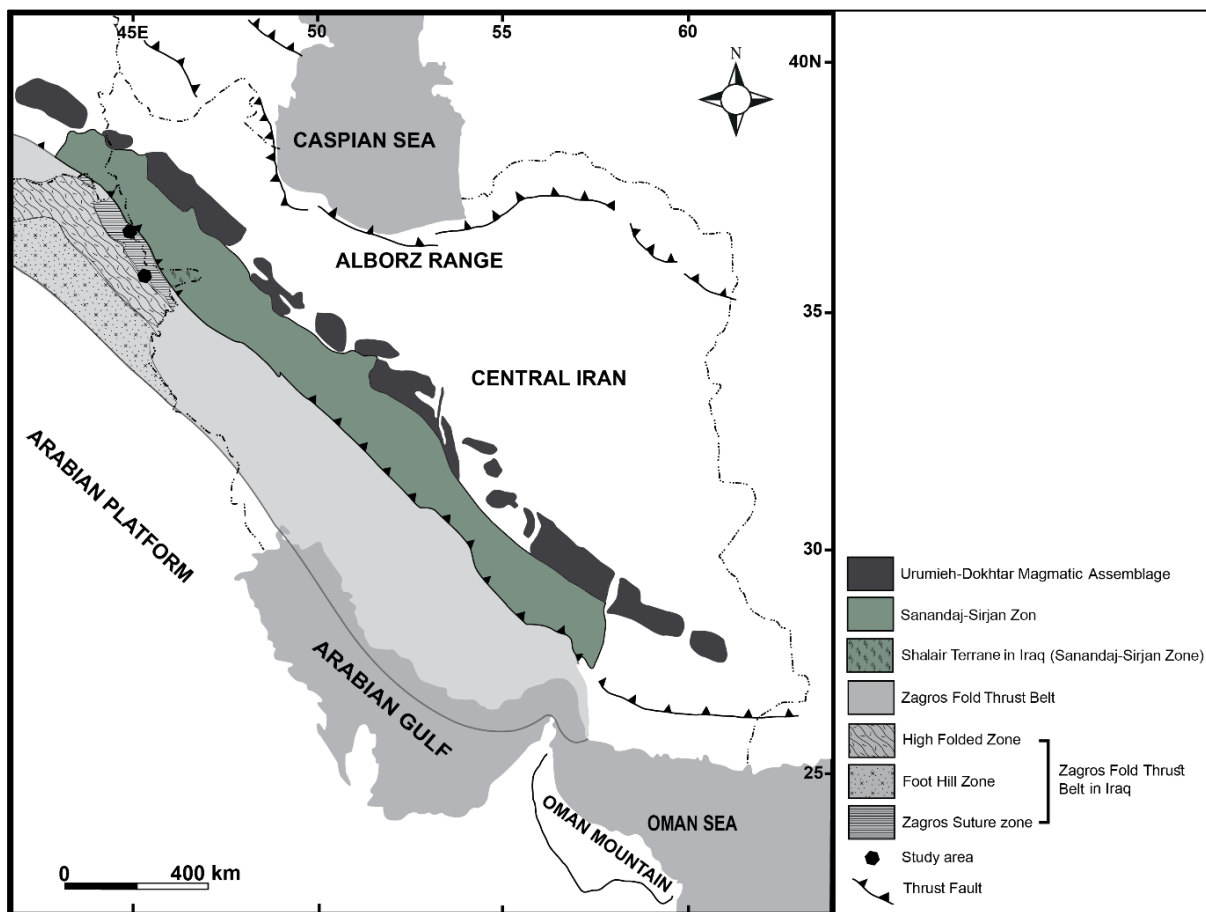 45E
50
55
60
40N
N
CASPIAN SEA
ALBORZ RANGE
35
CENTRAL IRAN
ARABIAN PLATFORM
30
ARABIAN GULF
25
OMAN MOUNTAIN
OMAN SEA
0 400 km
Urumieh-Dokhtar Magmatic Assemblage
Sanandaj-Sirjan Zon
Shalair Terrane in Iraq (Sanandaj-Sirjan Zone)
Zagros Fold Thrust Belt
High Folded Zone
Foot Hill Zone
Zagros Suture zone
Zagros Fold Thrust
Belt in Iraq
Study area
Thrust Fault